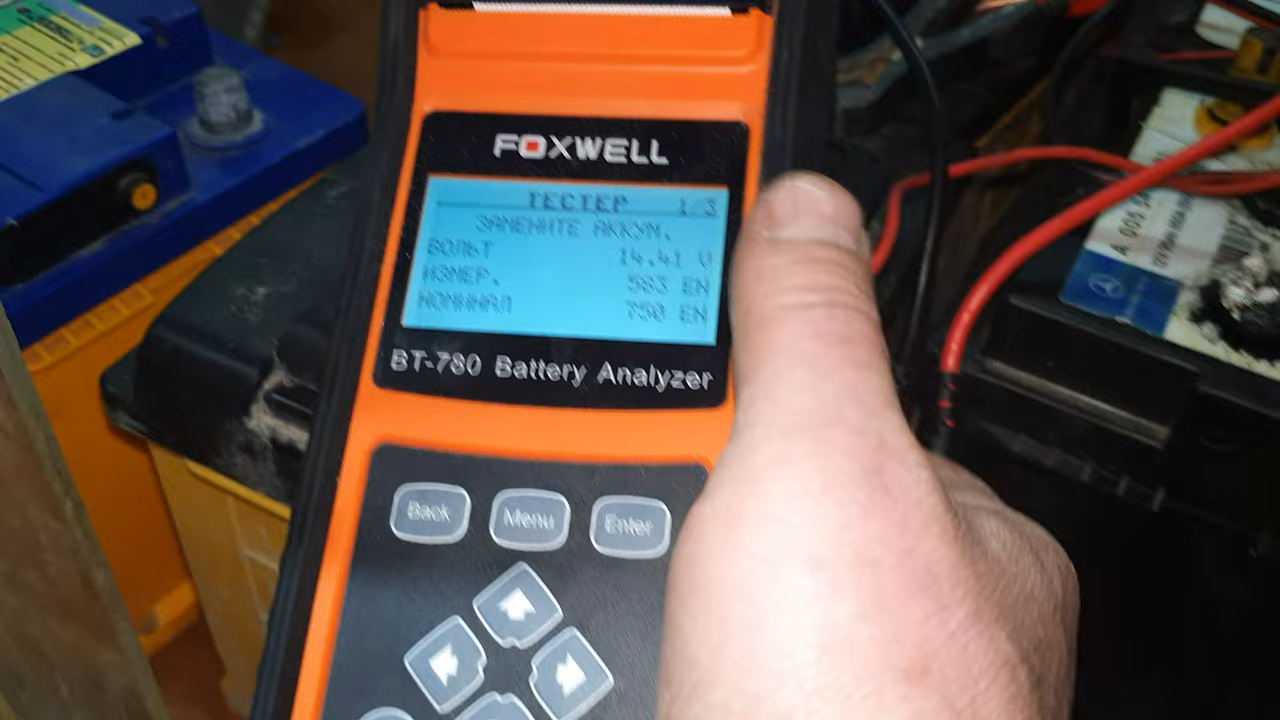 FOXWELL
ТЕСТЕР 1/3
ЗАМЕНИТЕ АККУМ.
ВОЛЬТ 14.41 V
ИЗМЕР. 583 EN
НОМИНАЛ 750 EN
BT-780 Battery Analyzer
Back Menu Enter
A 005